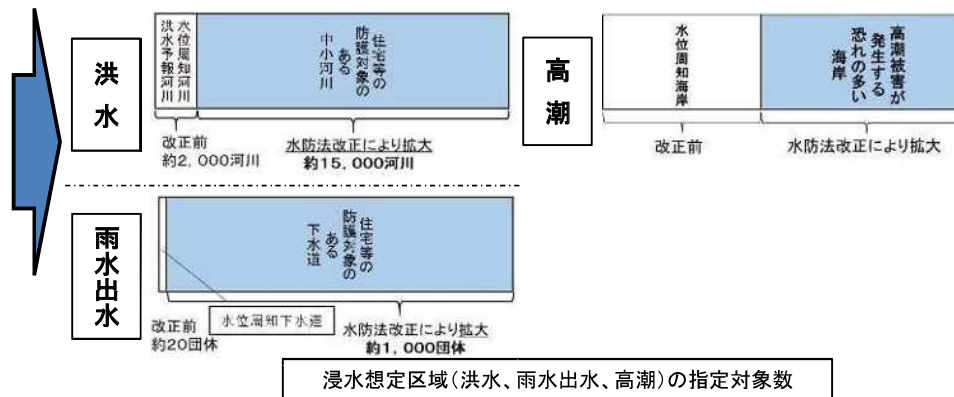 洪水
洪水予報河川
水位周知河川
住宅等の
防護対象の
ある
中小河川
改正前
約2，000河川
水防法改正により拡大
約15，000河川
高潮
水位周知海岸
高潮被害が
発生する
恐れの多い
海岸
改正前
水防法改正により拡大
雨水出水
住宅等の
防護対象の
ある
下水道
水位周知下水道
改正前
約20団体
水防法改正により拡大
約1，000団体
浸水想定区域（洪水、雨水出水、高潮）の指定対象数